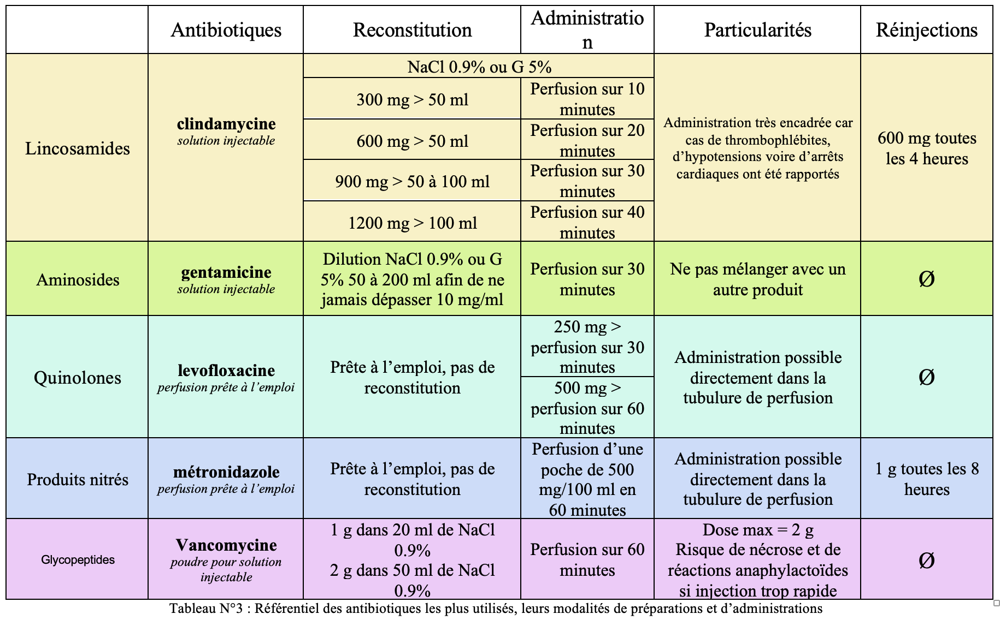 Antibiotiques
Reconstitution
Administratio
n
Particularités
Réinjections
Lincosamides
clindamycine
solution injectable
NaCl 0.9% ou G 5%
300 mg > 50 ml
Perfusion sur 10
minutes
600 mg > 50 ml
Perfusion sur 20
minutes
900 mg > 50 à 100 ml
Perfusion sur 30
minutes
1200 mg > 100 ml
Perfusion sur 40
minutes
Administration très encadrée car
cas de thrombophlébites,
d’hypotensions voire d’arrêts
cardiaques ont été rapportés
600 mg toutes
les 4 heures
Aminosides
gentamicine
solution injectable
Dilution NaCl 0.9% ou G
5% 50 à 200 ml afin de ne
jamais dépasser 10 mg/ml
Perfusion sur 30
minutes
Ne pas mélanger avec un
autre produit
Ø
Quinolones
levofloxacine
perfusion prête à l’emploi
Prête à l’emploi, pas de
reconstitution
250 mg >
perfusion sur 30
minutes
500 mg >
perfusion sur 60
minutes
Administration possible
directement dans la
tubulure de perfusion
Ø
Produits nitrés
métronidazole
perfusion prête à l’emploi
Prête à l’emploi, pas de
reconstitution
Perfusion d’une
poche de 500
mg/100 ml en
60 minutes
Administration possible
directement dans la
tubulure de perfusion
1 g toutes les 8
heures
Glycopeptides
Vancomycine
poudre pour solution
injectable
1 g dans 20 ml de NaCl
0.9%
2 g dans 50 ml de NaCl
0.9%
Perfusion sur 60
minutes
Dose max = 2 g
Risque de nécrose et de
réactions anaphylactoïdes
si injection trop rapide
Ø
Tableau N°3 : Référentiel des antibiotiques les plus utilisés, leurs modalités de préparations et d’administrations